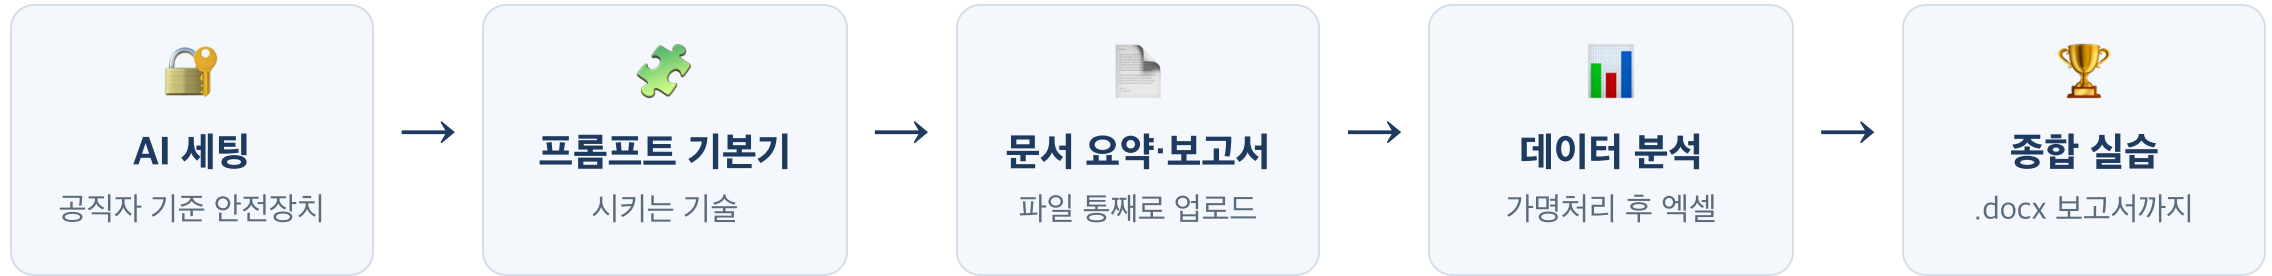 AI 세팅
공직자 기준 안전장치
→
프롬프트 기본기
시키는 기술
→
문서 요약·보고서
파일 통째로 업로드
→
데이터 분석
가명처리 후 엑셀
→
종합 실습
.docx 보고서까지